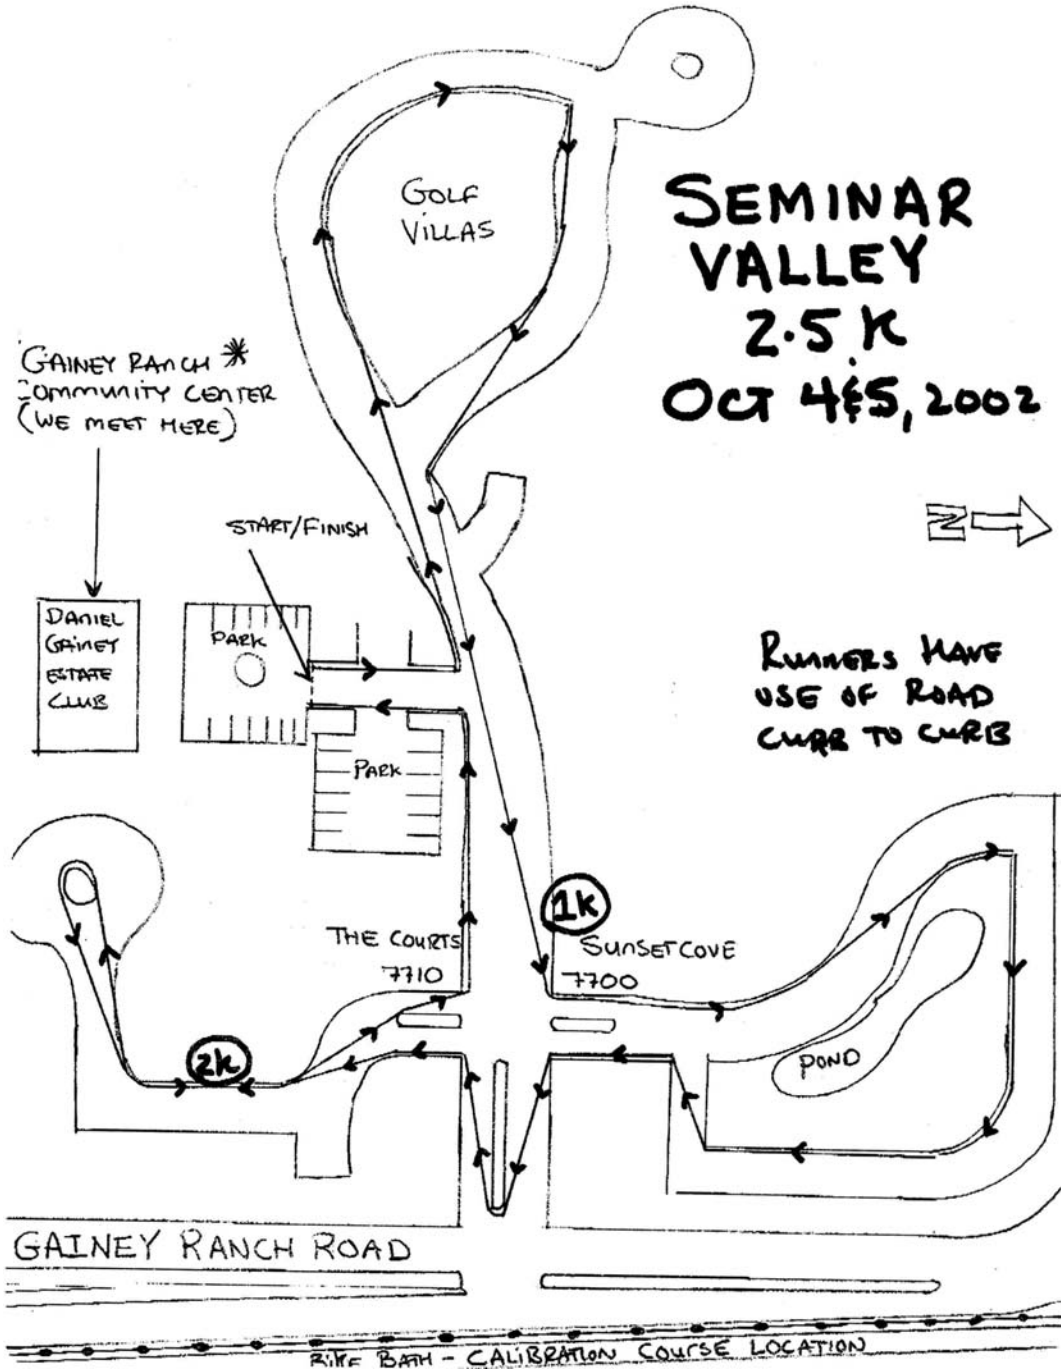 GOLF
VILLAS
SEMINAR
VALLEY
2.5 K
OCT 4&5, 2002
GAINEY RANCH *
COMMUNITY CENTER
(WE MEET HERE)
START/FINISH
N
DANIEL
GAINEY
ESTATE
CLUB
PARK
PARK
RUNNERS HAVE
USE OF ROAD
CURB TO CURB
1K
THE COURTS
7710
SUNSET COVE
7700
2K
POND
GAINEY RANCH ROAD
BIKE PATH - CALIBRATION COURSE LOCATION